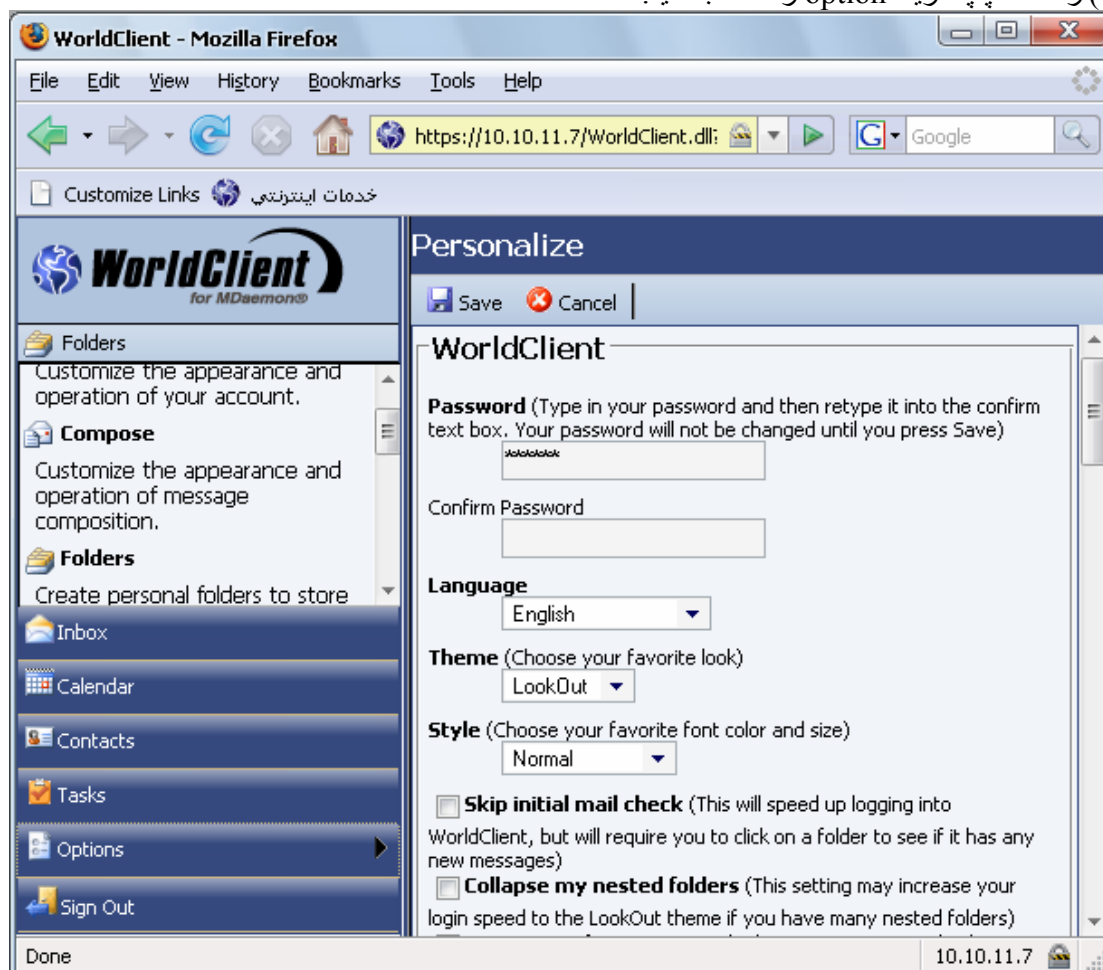 option
WorldClient - Mozilla Firefox
File Edit View History Bookmarks Tools Help
https://10.10.11.7/WorldClient.dll: Google
Customize Links خدمات اینترنتي
WorldClient
for MDaemon®
Folders
Customize the appearance and
operation of your account.
Compose
Customize the appearance and
operation of message
composition.
Folders
Create personal folders to store
Inbox
Calendar
Contacts
Tasks
Options
Sign Out
Personalize
Save Cancel
WorldClient
Password (Type in your password and then retype it into the confirm
text box. Your password will not be changed until you press Save)
********
Confirm Password
Language
English
Theme (Choose your favorite look)
LookOut
Style (Choose your favorite font color and size)
Normal
Skip initial mail check (This will speed up logging into
WorldClient, but will require you to click on a folder to see if it has any
new messages)
Collapse my nested folders (This setting may increase your
login speed to the LookOut theme if you have many nested folders)
Done 10.10.11.7